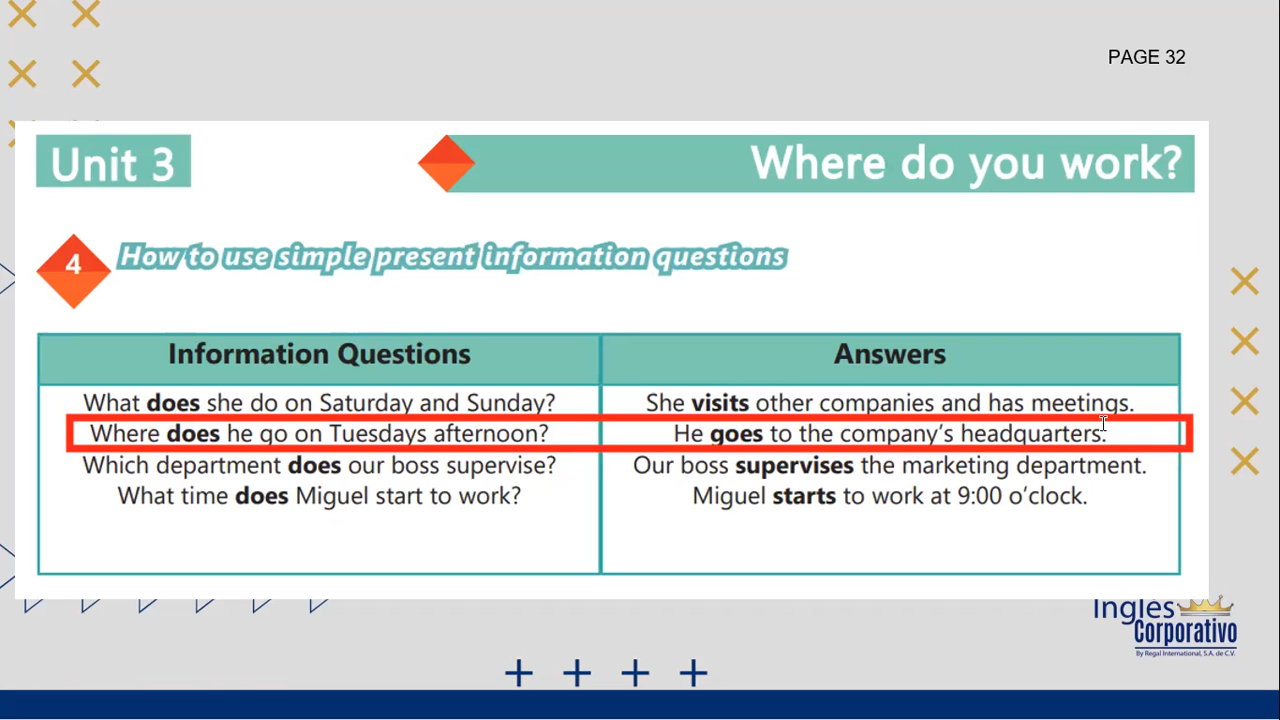 PAGE 32
Unit 3
Where do you work?
4
How to use simple present information questions
Information Questions
Answers
What does she do on Saturday and Sunday?
She visits other companies and has meetings.
Where does he go on Tuesdays afternoon?
He goes to the company's headquarters.
Which department does our boss supervise?
Our boss supervises the marketing department.
What time does Miguel start to work?
Miguel starts to work at 9:00 o'clock.
Inglés
Corporativo
By Regal International, S.A. de C.V.